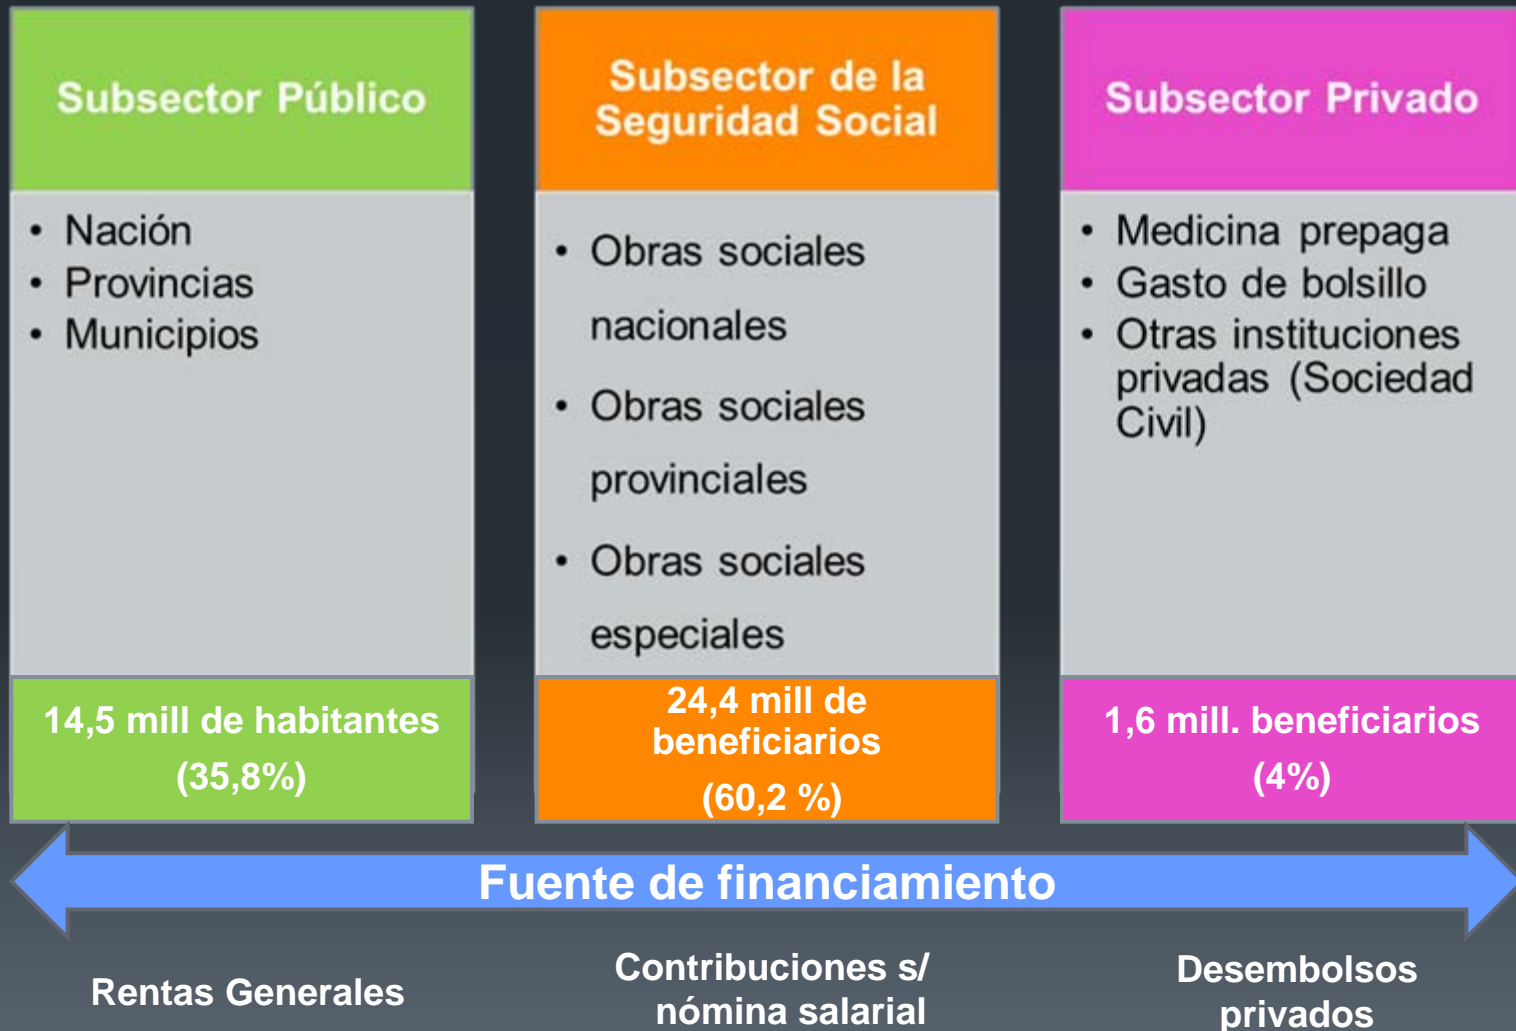 Subsector Público
• Nación
• Provincias
• Municipios
14,5 mill de habitantes
(35,8%)
Subsector de la
Seguridad Social
• Obras sociales
nacionales
• Obras sociales
provinciales
• Obras sociales
especiales
24,4 mill de
beneficiarios
(60,2 %)
Subsector Privado
• Medicina prepaga
• Gasto de bolsillo
• Otras instituciones
privadas (Sociedad
Civil)
1,6 mill. beneficiarios
(4%)
Fuente de financiamiento
Rentas Generales
Contribuciones s/
nómina salarial
Desembolsos
privados